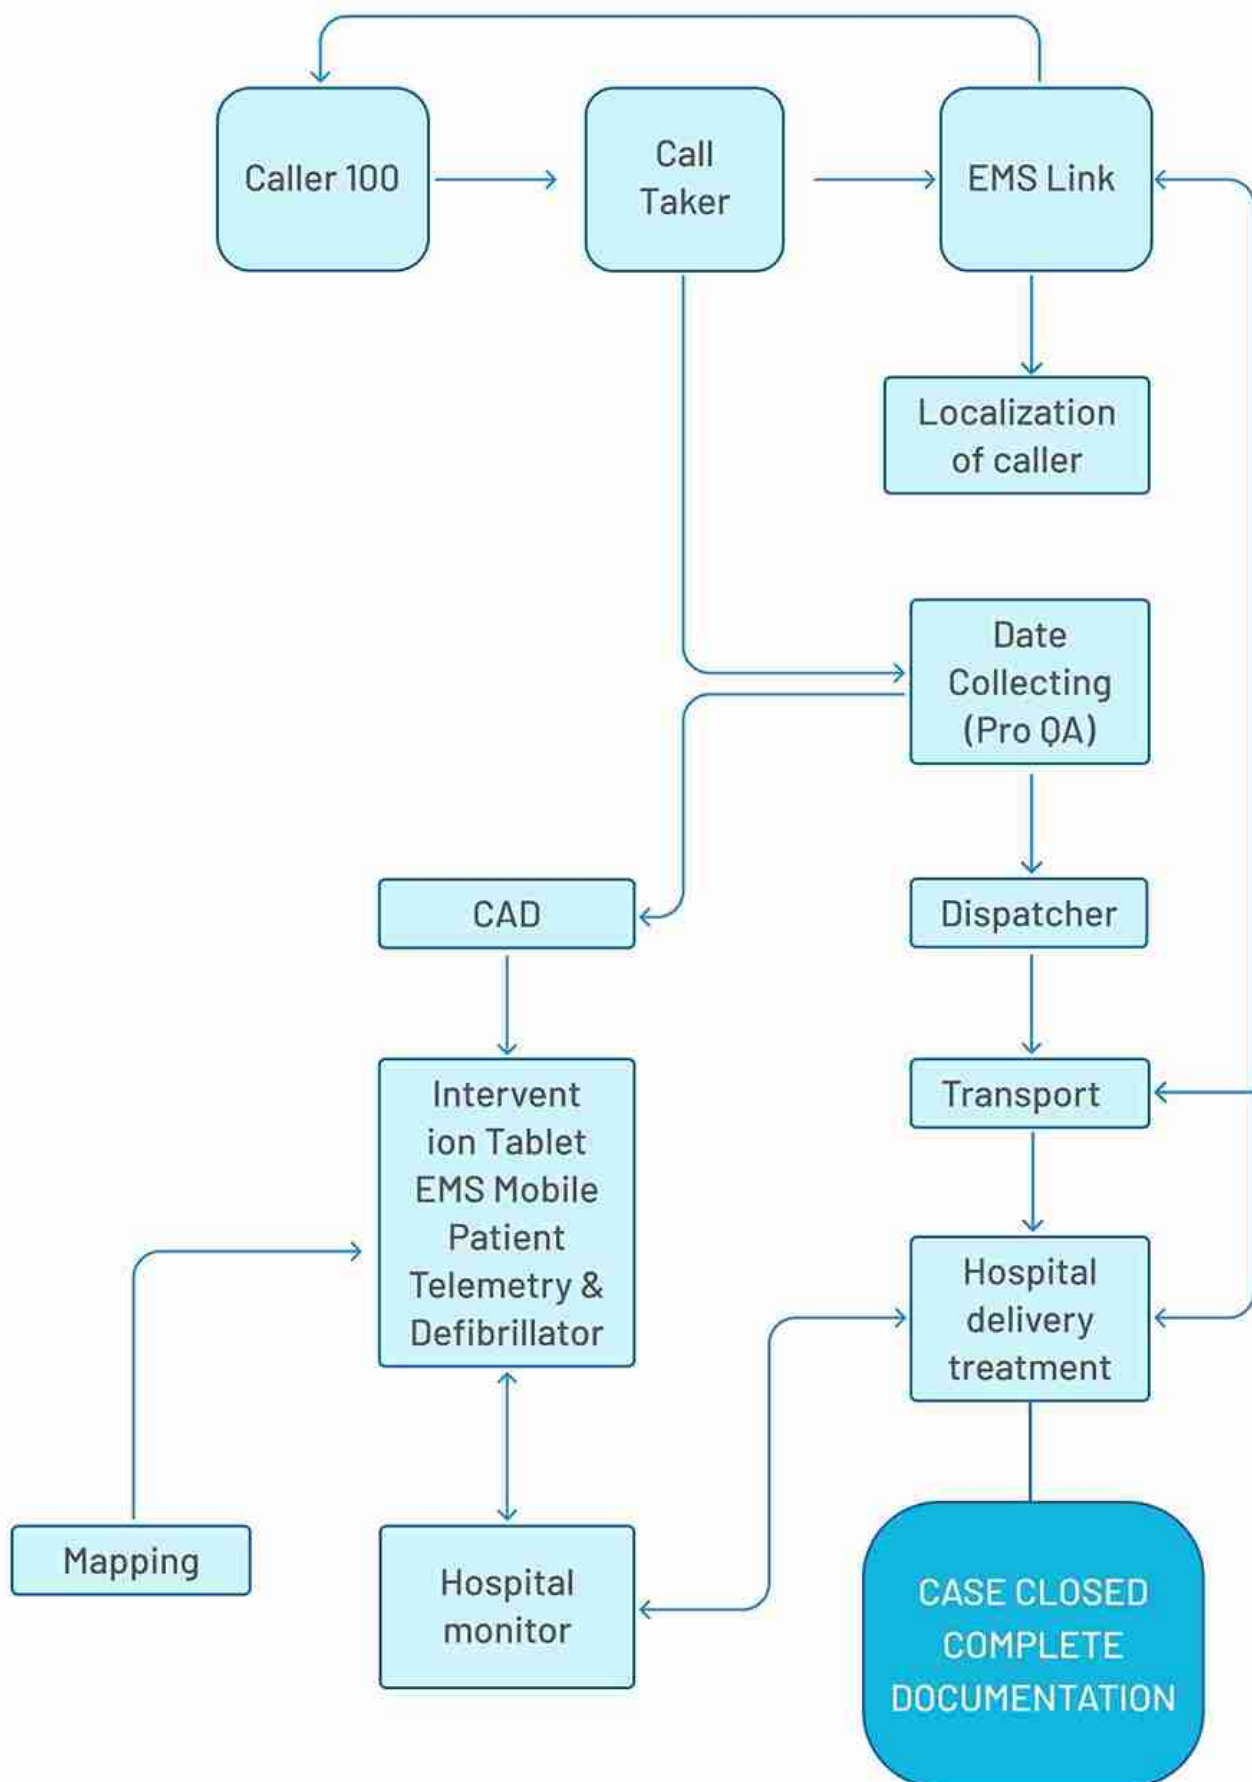 Caller 100
Call
Taker
EMS Link
Localization
of caller
Date
Collecting
(Pro QA)
CAD
Dispatcher
Intervent
ion Tablet
EMS Mobile
Patient
Telemetry &
Defibrillator
Transport
Hospital
delivery
treatment
Mapping
Hospital
monitor
CASE CLOSED
COMPLETE
DOCUMENTATION